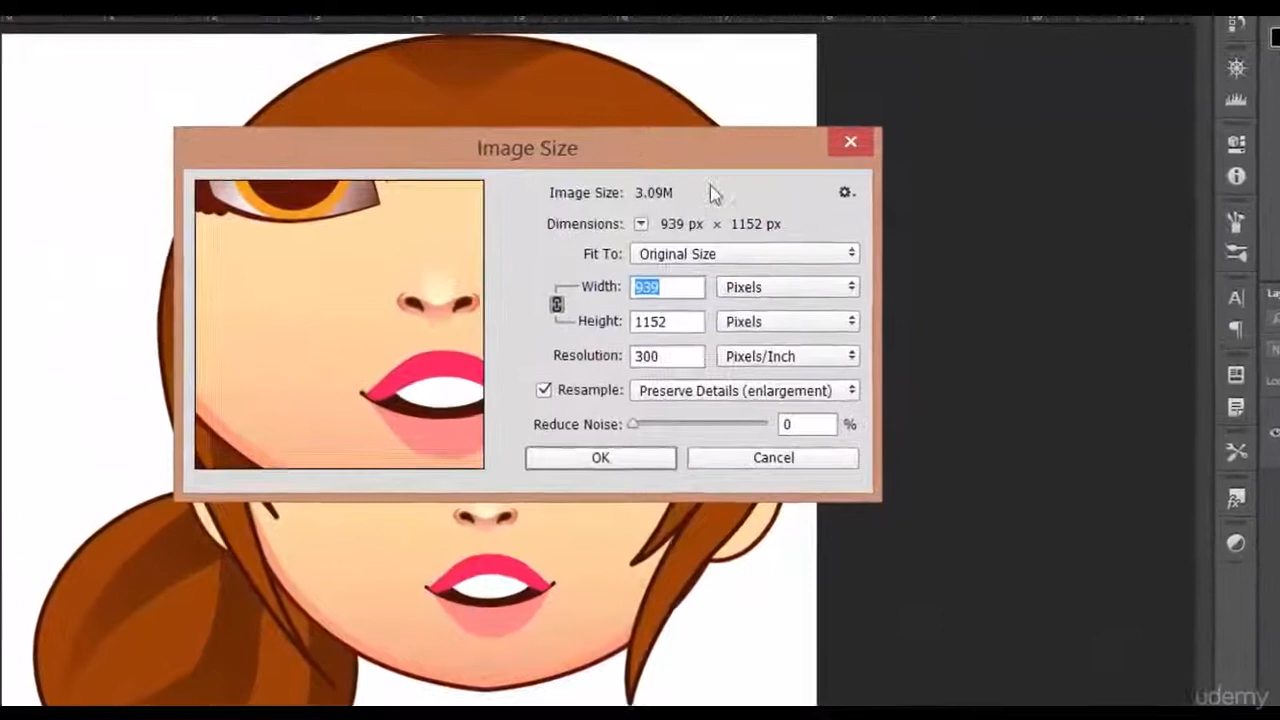 Image Size
Image Size: 3.09M
Dimensions: 939 px × 1152 px
Fit To: Original Size
Width: 939 Pixels
Height: 1152 Pixels
Resolution: 300 Pixels/Inch
Resample: Preserve Details (enlargement)
Reduce Noise: 0 %
OK Cancel
udemy